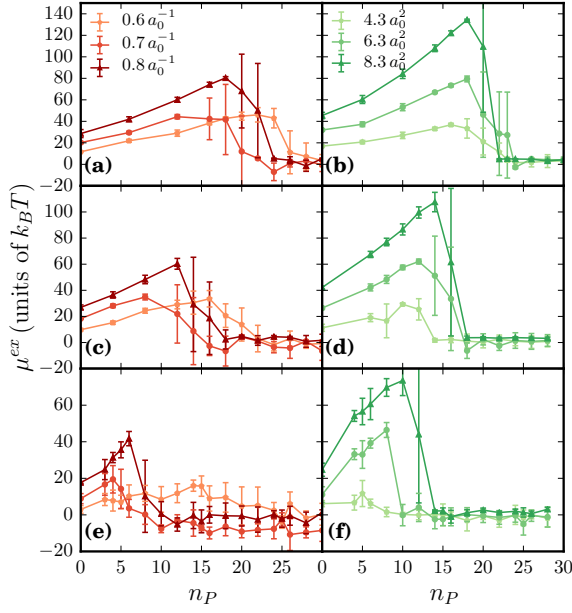 140
120
100
80
60
40
20
0
−20
0.6 a₀⁻¹
0.7 a₀⁻¹
0.8 a₀⁻¹
(a)
4.3 a₀²
6.3 a₀²
8.3 a₀²
(b)
100
80
60
40
20
0
−20
(c)
(d)
μᵉˣ (units of k_BT)
60
40
20
0
−20
(e)
(f)
0 5 10 15 20 25 0 5 10 15 20 25 30
n_P n_P